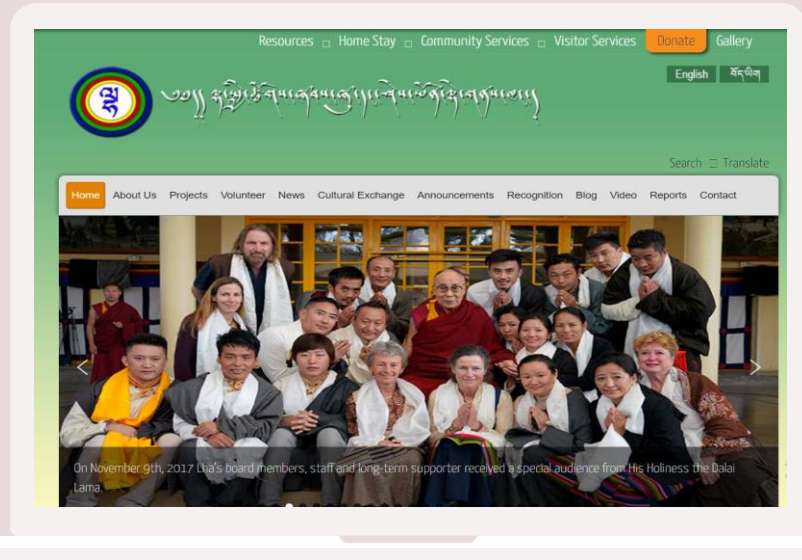 Resources □ Home Stay □ Community Services □ Visitor Services Donate Gallery
English བོད་ཡིག
ལྷ
Search □ Translate
Home About Us Projects Volunteer News Cultural Exchange Announcements Recognition Blog Video Reports Contact
On November 9th, 2017 Lha's board members, staff and long-term supporter received a special audience from His Holiness the Dalai
Lama.